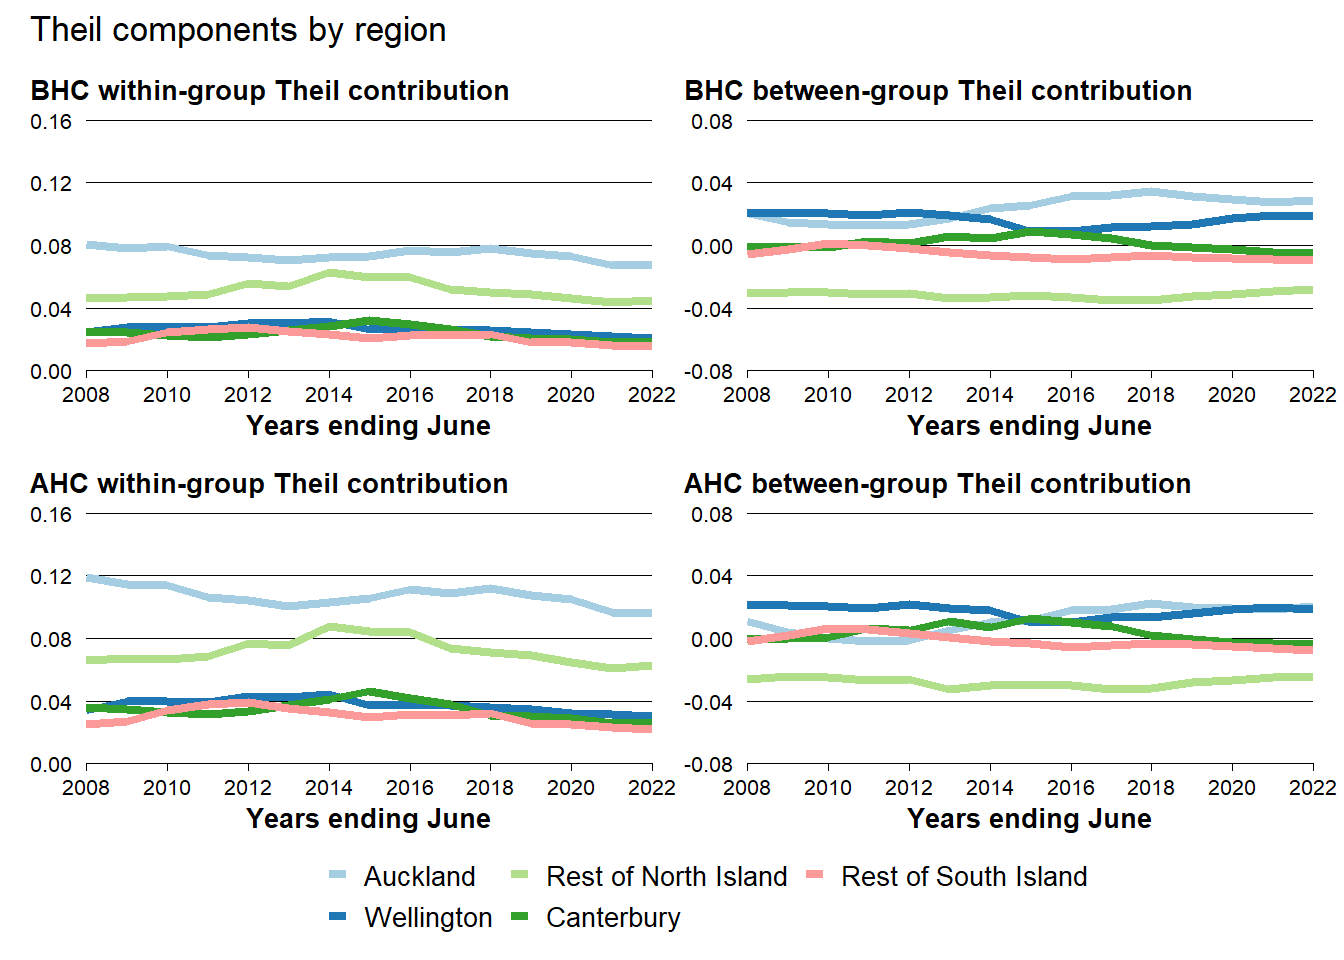 Theil components by region
BHC within-group Theil contribution
0.16
0.12
0.08
0.04
0.00
2008 2010 2012 2014 2016 2018 2020 2022
Years ending June
BHC between-group Theil contribution
0.08
0.04
0.00
-0.04
-0.08
2008 2010 2012 2014 2016 2018 2020 2022
Years ending June
AHC within-group Theil contribution
0.16
0.12
0.08
0.04
0.00
2008 2010 2012 2014 2016 2018 2020 2022
Years ending June
AHC between-group Theil contribution
0.08
0.04
0.00
-0.04
-0.08
2008 2010 2012 2014 2016 2018 2020 2022
Years ending June
Auckland Rest of North Island Rest of South Island
Wellington Canterbury